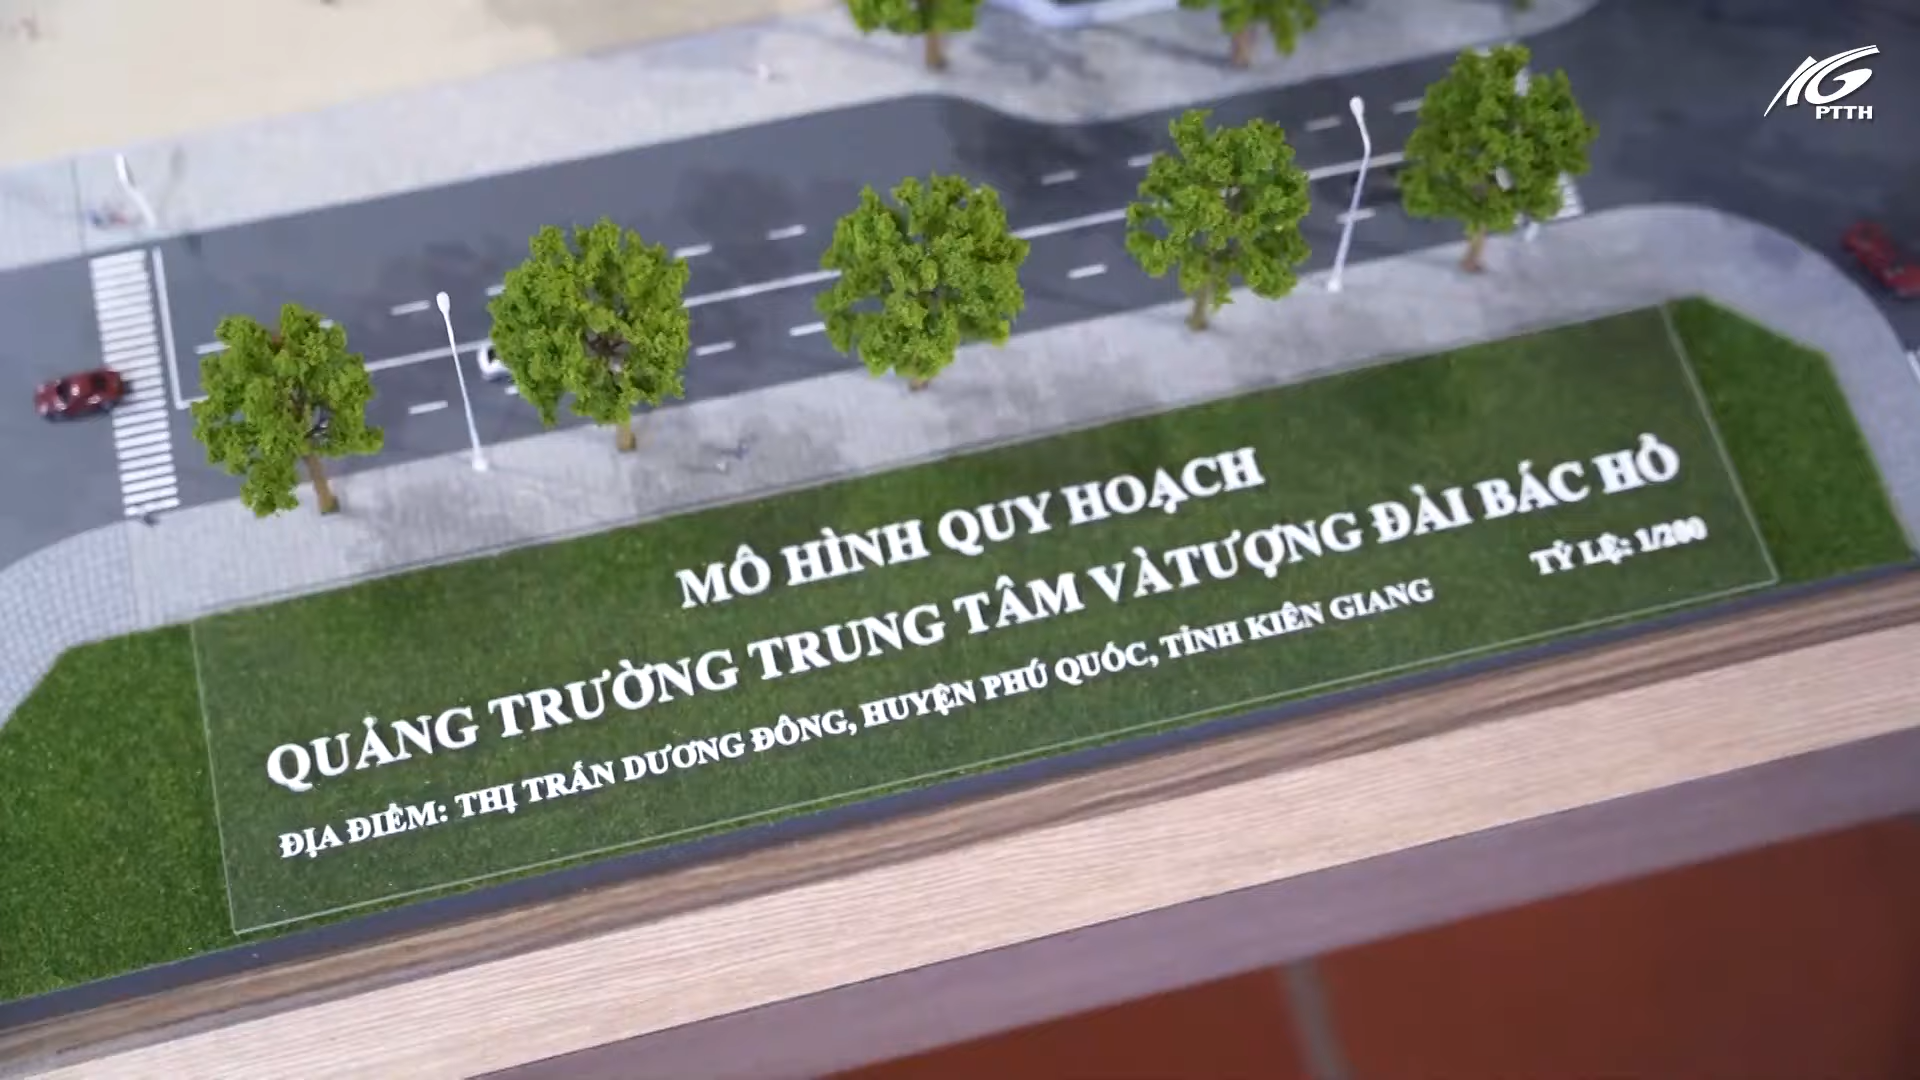 KG
PTTH
MÔ HÌNH QUY HOẠCH
QUẢNG TRƯỜNG TRUNG TÂM VÀ TƯỢNG ĐÀI BÁC HỒ
ĐỊA ĐIỂM: THỊ TRẤN DƯƠNG ĐÔNG, HUYỆN PHÚ QUỐC, TỈNH KIÊN GIANG
TỶ LỆ: 1/200